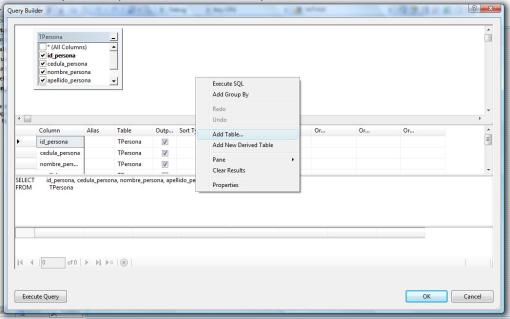 Query Builder
TPersona
* (All Columns)
id_persona
cedula_persona
nombre_persona
apellido_persona
Execute SQL
Add Group By
Redo
Undo
Add Table...
Add New Derived Table
Pane
Clear Results
Properties
Column Alias Table Outp... Sort Ty Or... Or... Or...
id_persona TPersona
cedula_persona TPersona
nombre_pers... TPersona
SELECT id_persona, cedula_persona, nombre_persona, apellido_pe
FROM TPersona
0 of 0
Execute Query
OK
Cancel